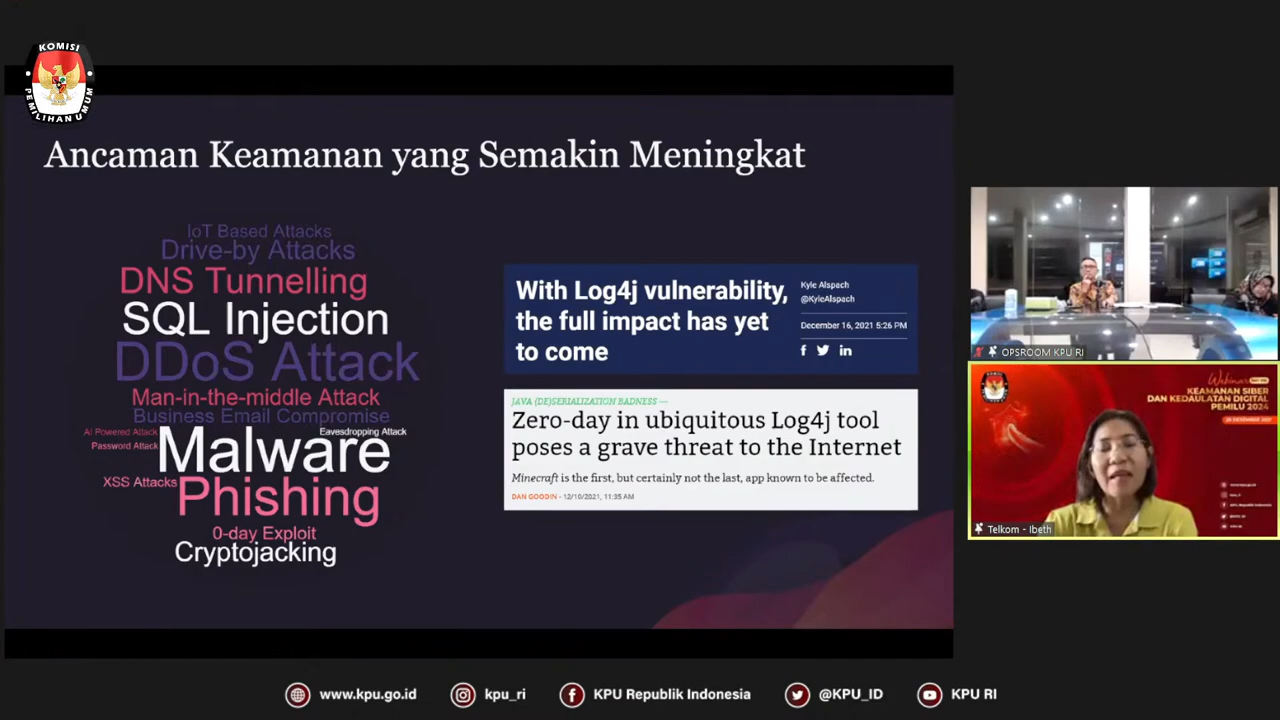 KOMISI
PEMILIHAN UMUM
Ancaman Keamanan yang Semakin Meningkat
IoT Based Attacks
Drive-by Attacks
DNS Tunnelling
SQL Injection
DDoS Attack
Man-in-the-middle Attack
Business Email Compromise
AI Powered Attack
Eavesdropping Attack
Password Attack
Malware
XSS Attacks
Phishing
0-day Exploit
Cryptojacking
With Log4j vulnerability,
the full impact has yet
to come
Kyle Alspach
@KyleAlspach
December 16, 2021 5:26 PM
JAVA (DE)SERIALIZATION BADNESS —
Zero-day in ubiquitous Log4j tool
poses a grave threat to the Internet
Minecraft is the first, but certainly not the last, app known to be affected.
DAN GOODIN - 12/10/2021, 11:35 AM
OPSROOM KPU RI
Webinar
KEAMANAN SIBER
DAN KEDAULATAN DIGITAL
PEMILU 2024
Telkom - Ibeth
www.kpu.go.id
kpu_ri
KPU Republik Indonesia
@KPU_ID
KPU RI